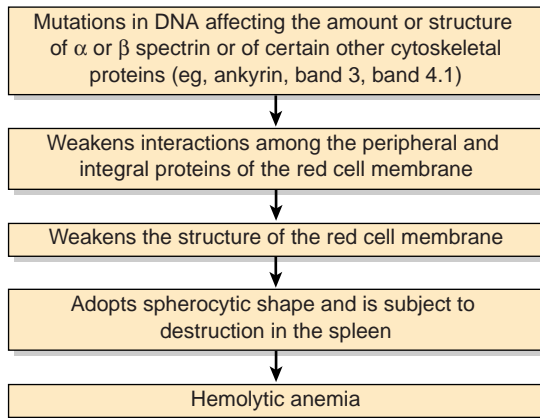 Mutations in DNA affecting the amount or structure
of α or β spectrin or of certain other cytoskeletal
proteins (eg, ankyrin, band 3, band 4.1)
Weakens interactions among the peripheral and
integral proteins of the red cell membrane
Weakens the structure of the red cell membrane
Adopts spherocytic shape and is subject to
destruction in the spleen
Hemolytic anemia